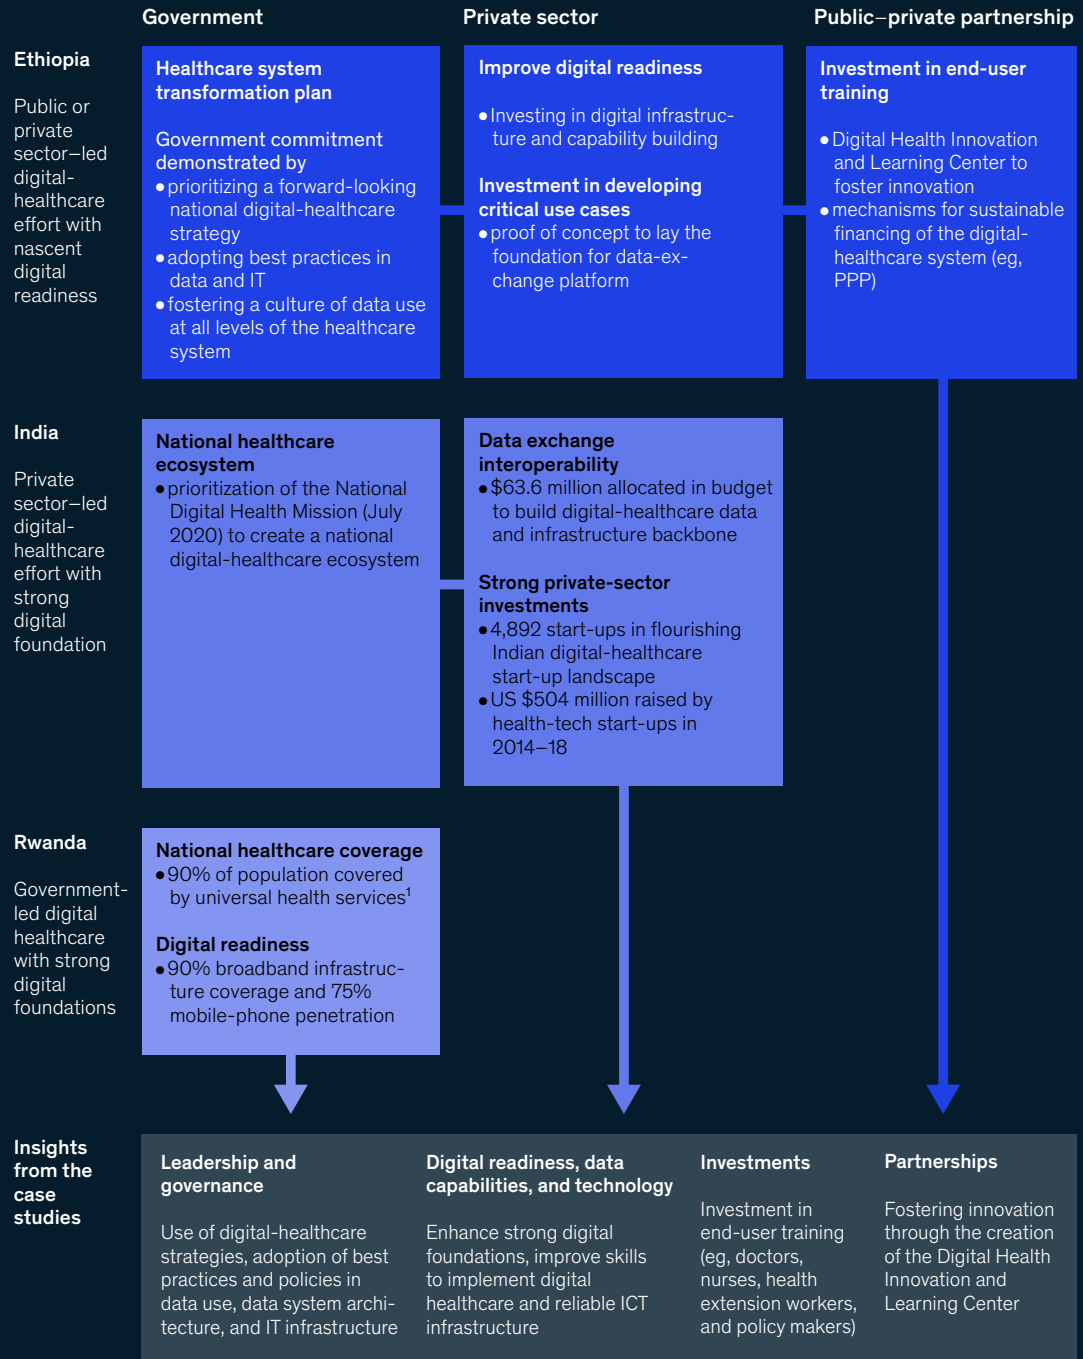 Government
Private sector
Public–private partnership
Ethiopia
Public or
private
sector–led
digital-
healthcare
effort with
nascent
digital
readiness
Healthcare system
transformation plan
Government commitment
demonstrated by
• prioritizing a forward-looking
national digital-healthcare
strategy
• adopting best practices in
data and IT
• fostering a culture of data use
at all levels of the healthcare
system
Improve digital readiness
• Investing in digital infrastruc-
ture and capability building
Investment in developing
critical use cases
• proof of concept to lay the
foundation for data-ex-
change platform
Investment in end-user
training
• Digital Health Innovation
and Learning Center to
foster innovation
• mechanisms for sustainable
financing of the digital-
healthcare system (eg,
PPP)
India
Private
sector–led
digital-
healthcare
effort with
strong
digital
foundation
National healthcare
ecosystem
• prioritization of the National
Digital Health Mission (July
2020) to create a national
digital-healthcare ecosystem
Data exchange
interoperability
• $63.6 million allocated in budget
to build digital-healthcare data
and infrastructure backbone
Strong private-sector
investments
• 4,892 start-ups in flourishing
Indian digital-healthcare
start-up landscape
• US $504 million raised by
health-tech start-ups in
2014–18
Rwanda
Government-
led digital
healthcare
with strong
digital
foundations
National healthcare coverage
• 90% of population covered
by universal health services¹
Digital readiness
• 90% broadband infrastruc-
ture coverage and 75%
mobile-phone penetration
Insights
from the
case
studies
Leadership and
governance
Use of digital-healthcare
strategies, adoption of best
practices and policies in
data use, data system archi-
tecture, and IT infrastructure
Digital readiness, data
capabilities, and technology
Enhance strong digital
foundations, improve skills
to implement digital
healthcare and reliable ICT
infrastructure
Investments
Investment in
end-user training
(eg, doctors,
nurses, health
extension workers,
and policy makers)
Partnerships
Fostering innovation
through the creation
of the Digital Health
Innovation and
Learning Center